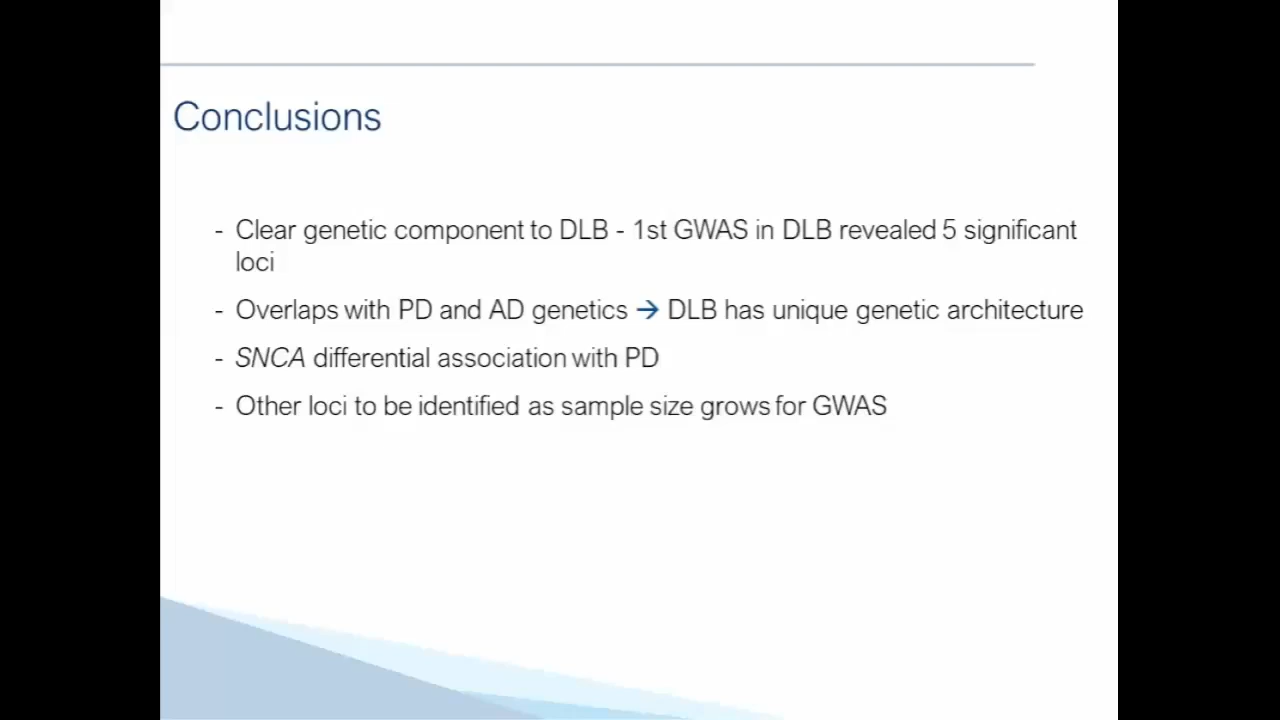 Conclusions
- Clear genetic component to DLB - 1st GWAS in DLB revealed 5 significant
loci
- Overlaps with PD and AD genetics → DLB has unique genetic architecture
- SNCA differential association with PD
- Other loci to be identified as sample size grows for GWAS